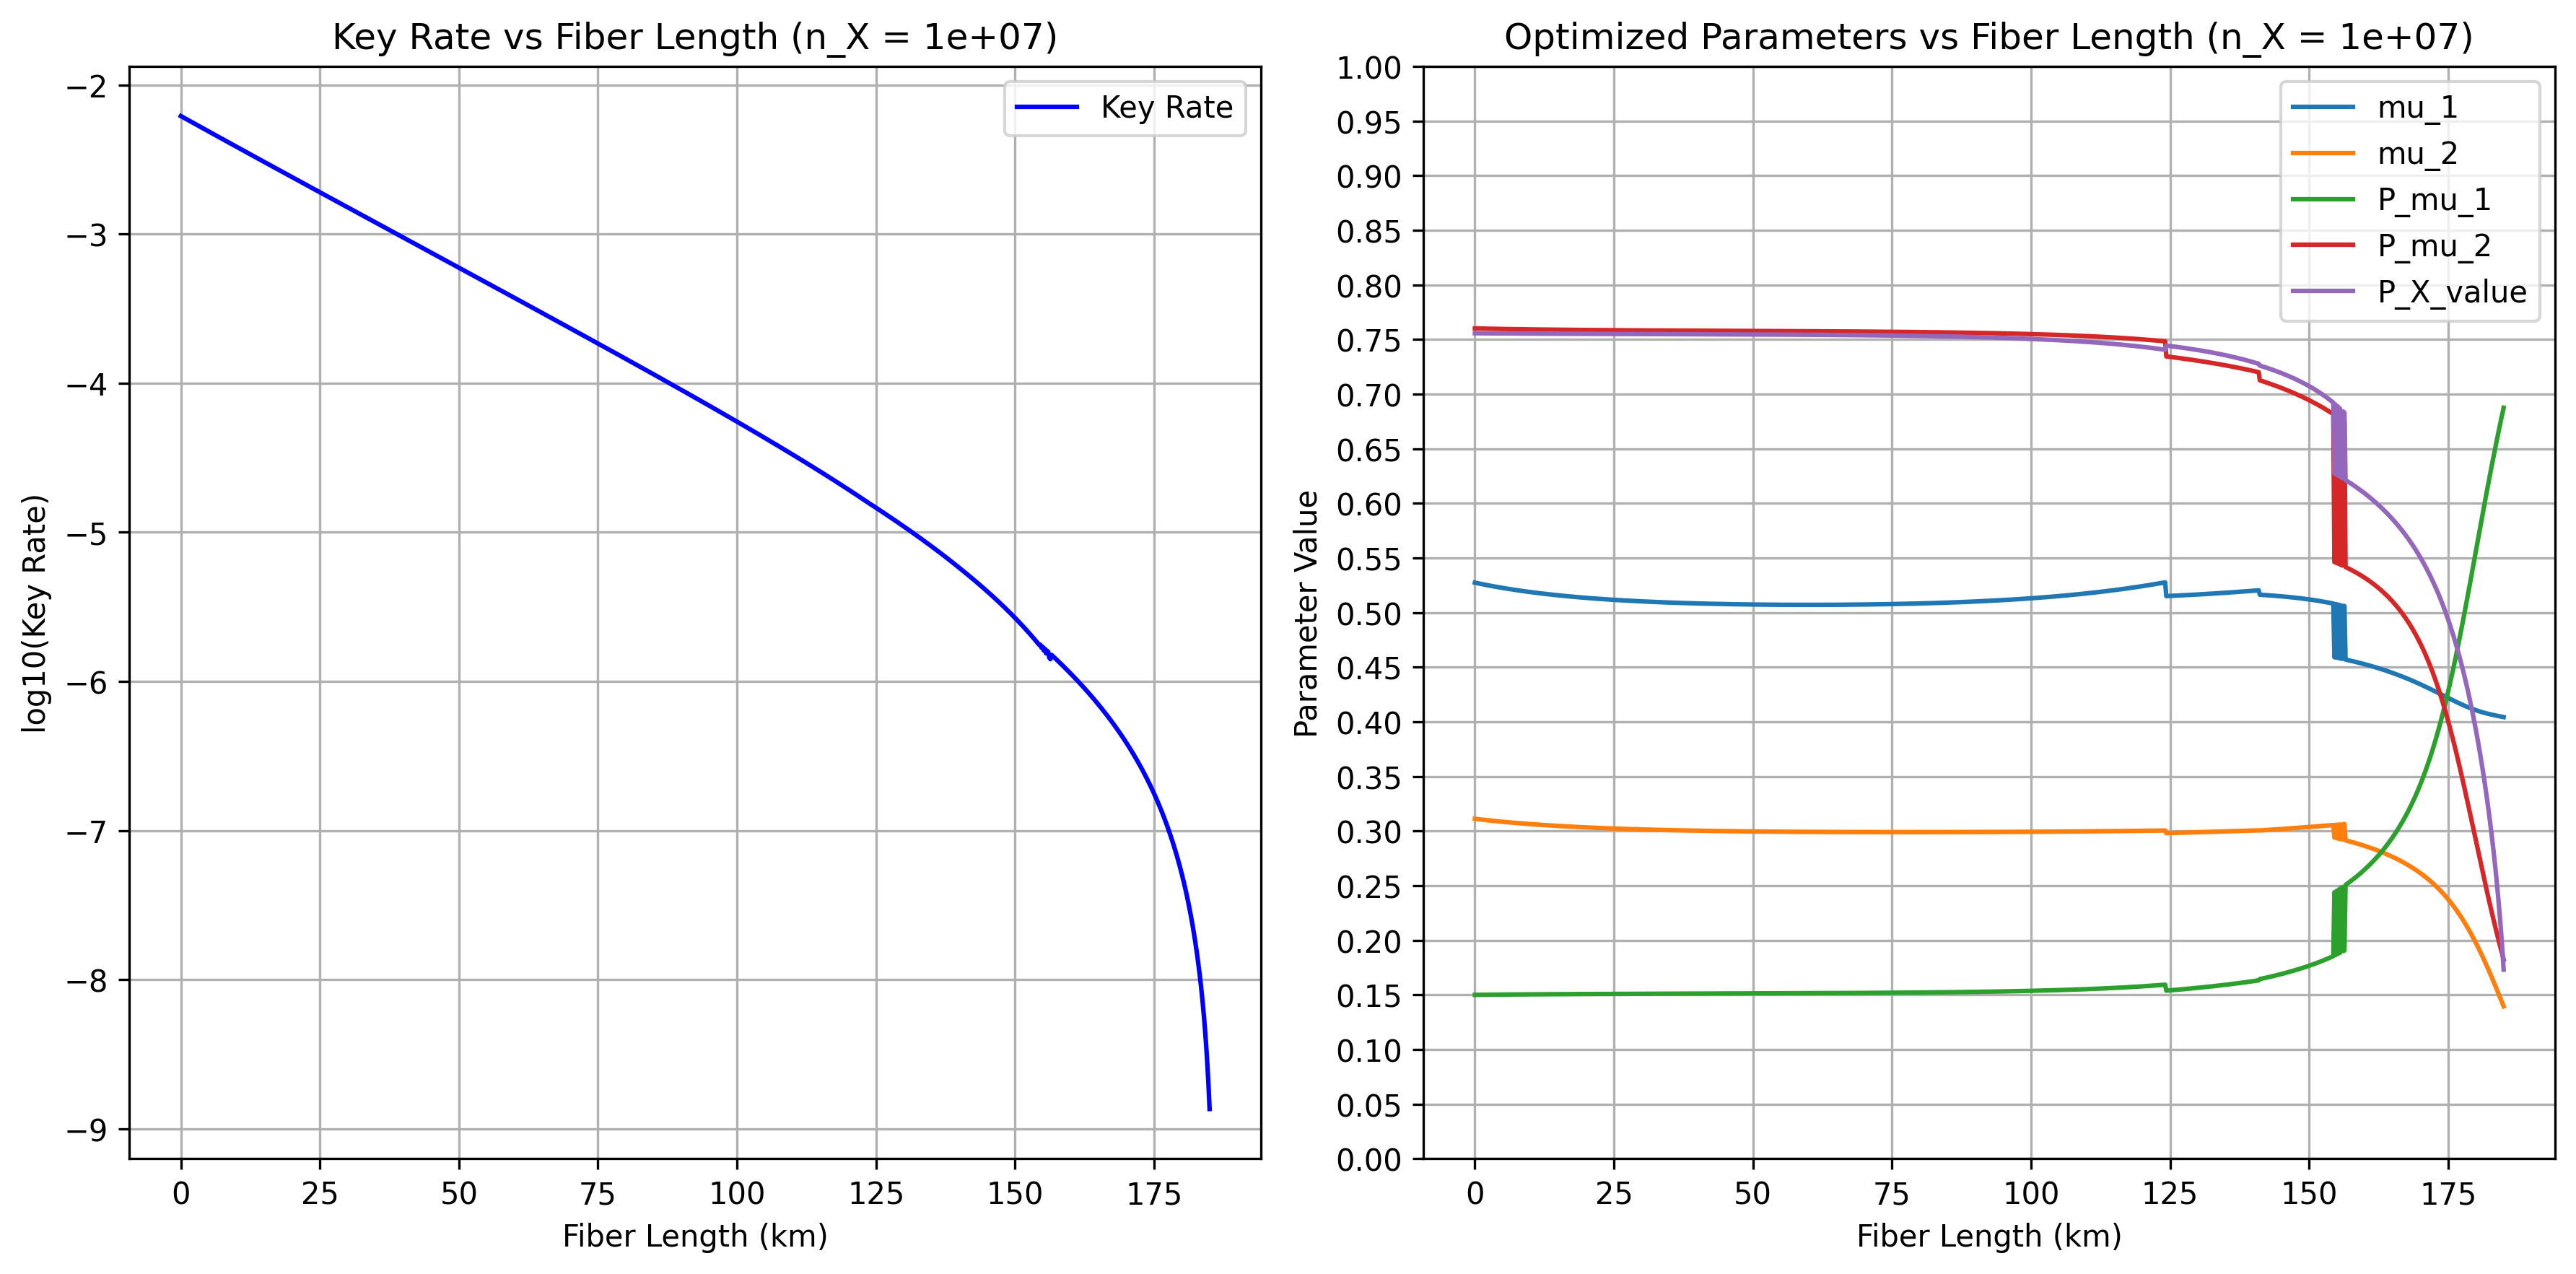 Key Rate vs Fiber Length (n_X = 1e+07)
Key Rate
log10(Key Rate)
−2
−3
−4
−5
−6
−7
−8
−9
0 25 50 75 100 125 150 175
Fiber Length (km)
Optimized Parameters vs Fiber Length (n_X = 1e+07)
mu_1
mu_2
P_mu_1
P_mu_2
P_X_value
Parameter Value
1.00
0.95
0.90
0.85
0.80
0.75
0.70
0.65
0.60
0.55
0.50
0.45
0.40
0.35
0.30
0.25
0.20
0.15
0.10
0.05
0.00
0 25 50 75 100 125 150 175
Fiber Length (km)